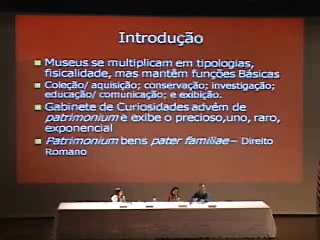 Introdução
Museus se multiplicam em tipologias,
fisicalidade, mas mantêm funções Básicas
Coleção/ aquisição; conservação; investigação;
educação/ comunicação; e exibição.
Gabinete de Curiosidades advém de
patrimonium e exibe o precioso,uno, raro,
exponencial
Patrimonium bens pater familiae – Direito
Romano